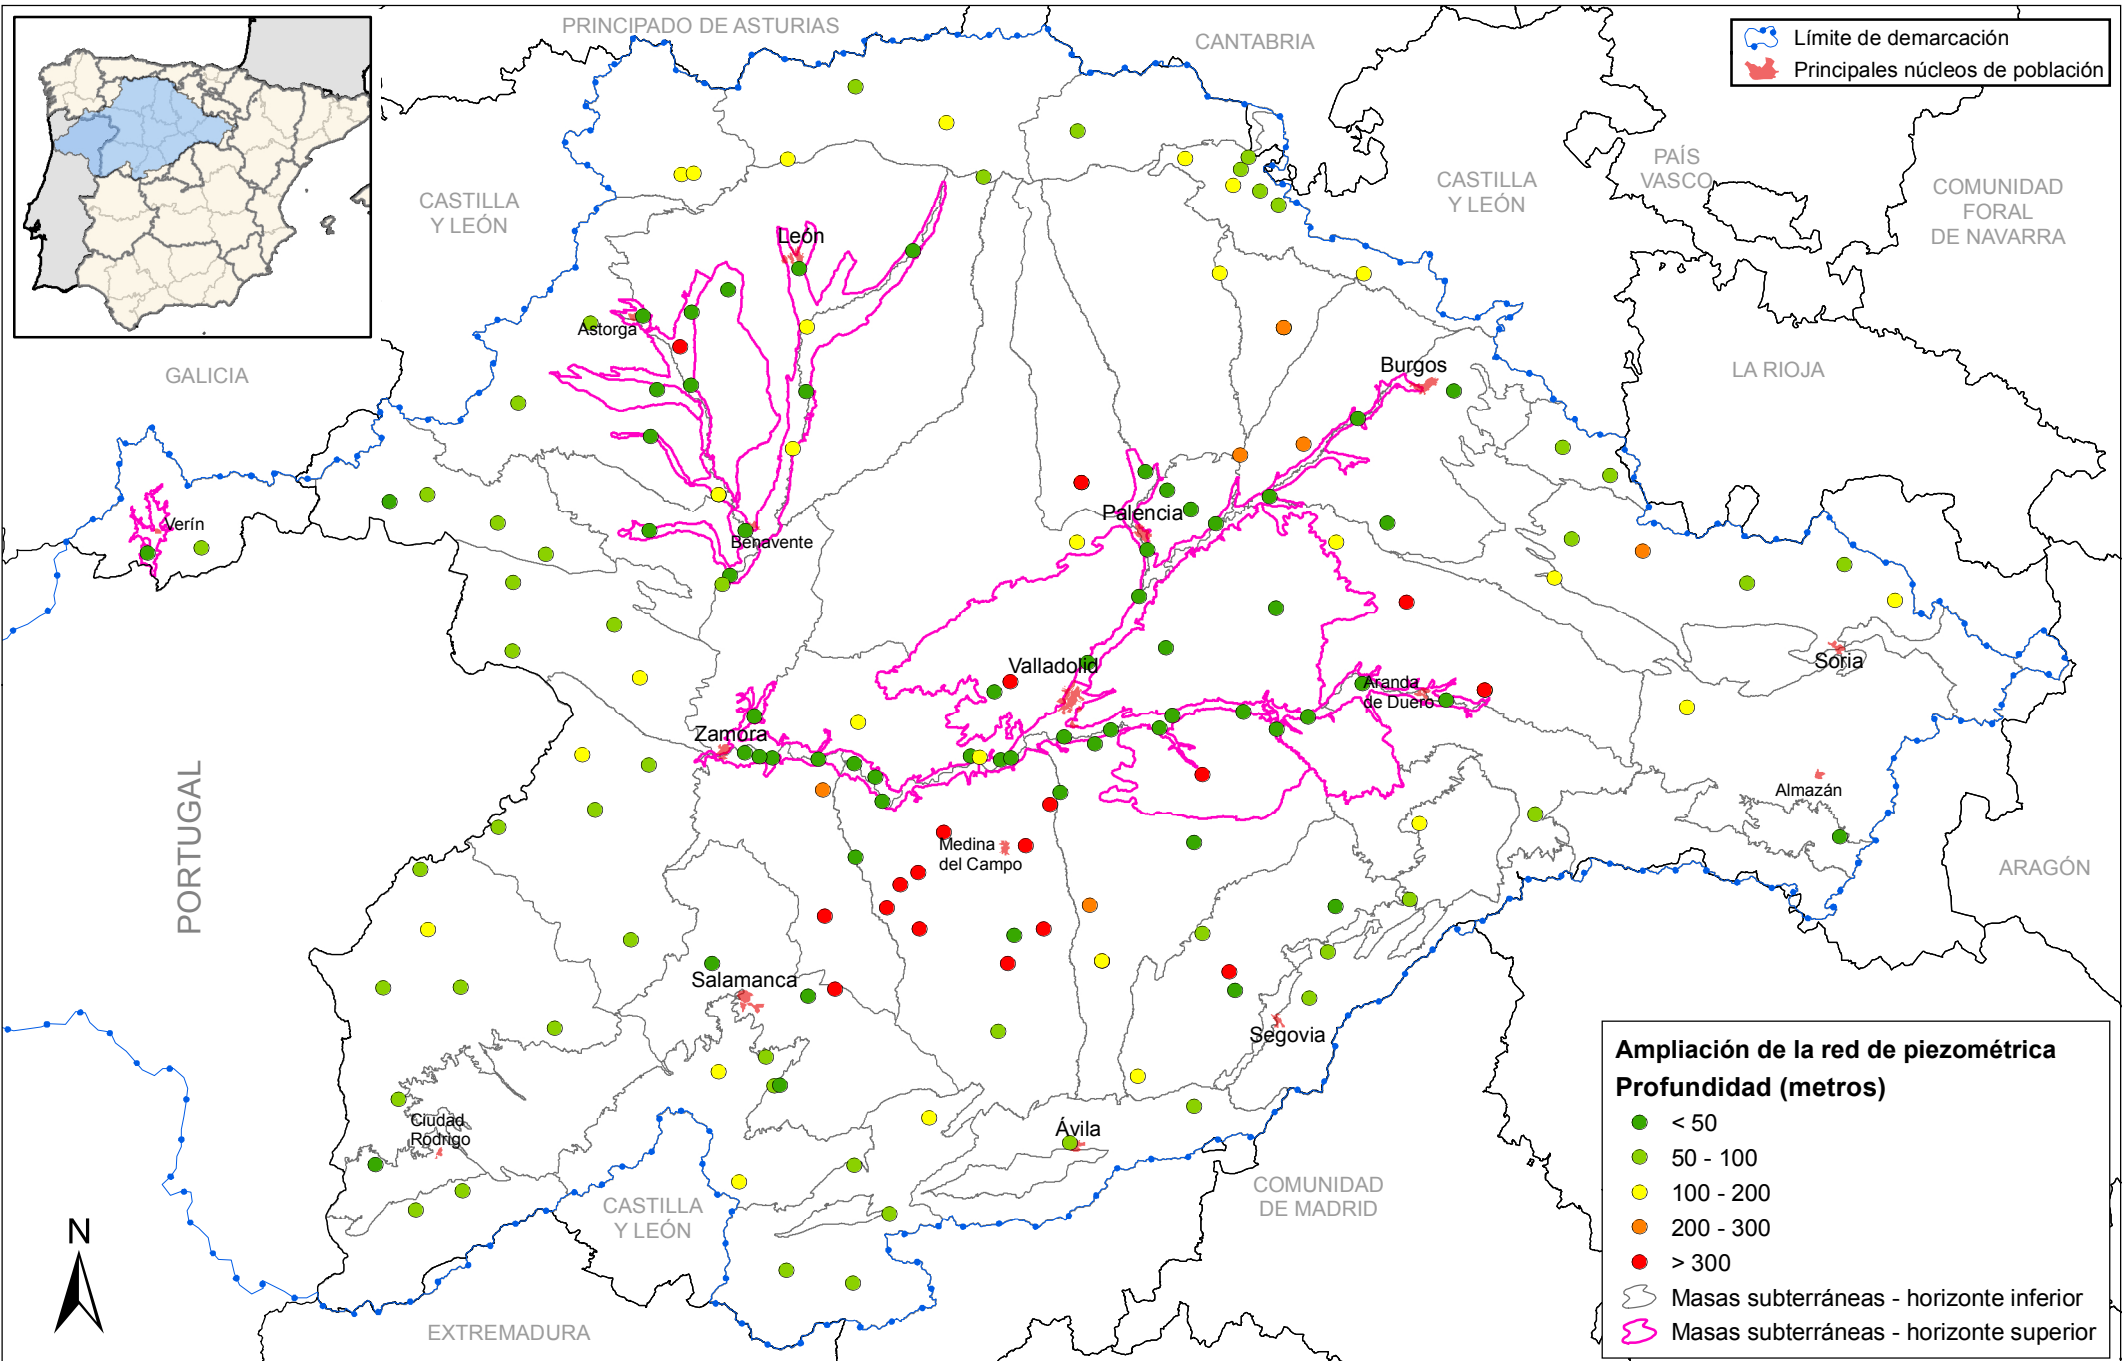 PRINCIPADO DE ASTURIAS
CANTABRIA
Límite de demarcación
Principales núcleos de población
PAÍS
VASCO
CASTILLA
Y LEÓN
COMUNIDAD
FORAL
DE NAVARRA
CASTILLA
Y LEÓN
León
Astorga
GALICIA
Burgos
LA RIOJA
Verín
Palencia
Benavente
Valladolid
Soria
Aranda
de Duero
Zamora
Almazán
PORTUGAL
Medina
del Campo
ARAGÓN
Salamanca
Segovia
Ciudad
Rodrigo
Ávila
CASTILLA
Y LEÓN
COMUNIDAD
DE MADRID
N
EXTREMADURA
Ampliación de la red de piezométrica
Profundidad (metros)
< 50
50 - 100
100 - 200
200 - 300
> 300
Masas subterráneas - horizonte inferior
Masas subterráneas - horizonte superior